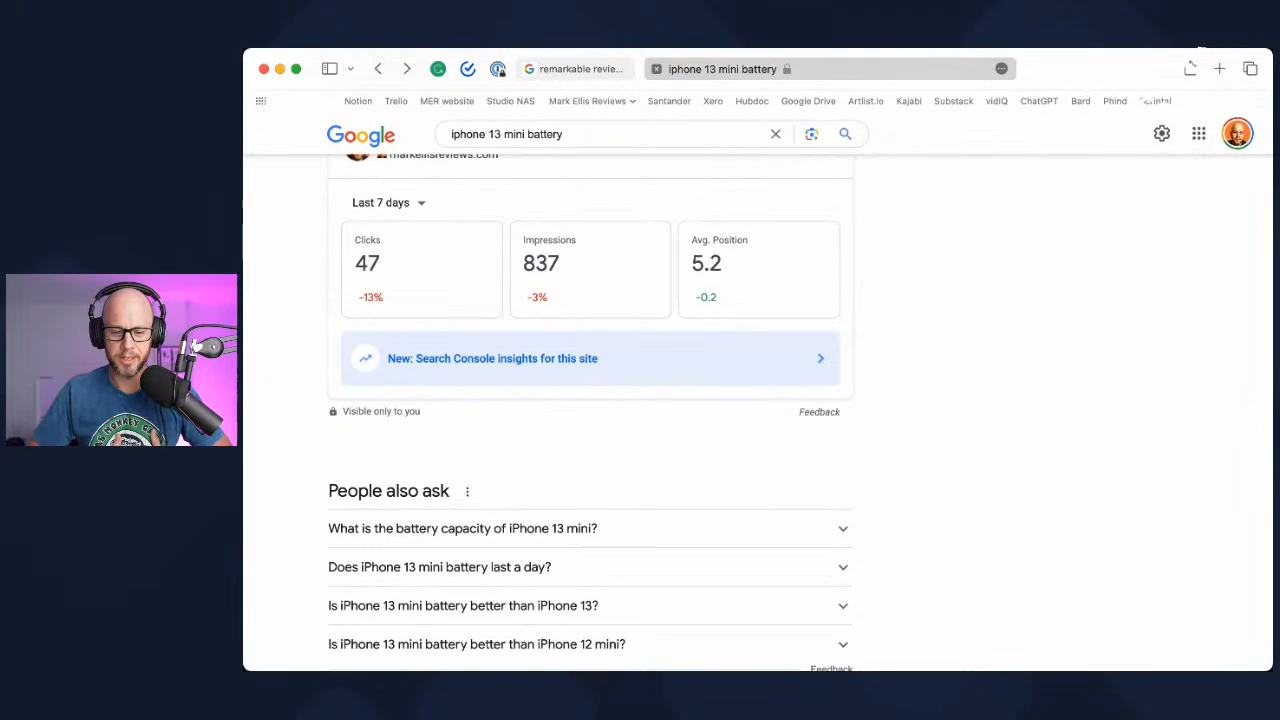 remarkable revie...
iphone 13 mini battery
Notion Trello MER website Studio NAS Mark Ellis Reviews Santander Xero Hubdoc Google Drive Artlist.io Kajabi Substack vidIQ ChatGPT Bard Phind
Google
iphone 13 mini battery
markellisreviews.com
Last 7 days
Clicks
47
-13%
Impressions
837
-3%
Avg. Position
5.2
-0.2
New: Search Console insights for this site
Visible only to you
Feedback
People also ask
What is the battery capacity of iPhone 13 mini?
Does iPhone 13 mini battery last a day?
Is iPhone 13 mini battery better than iPhone 13?
Is iPhone 13 mini battery better than iPhone 12 mini?
Feedback